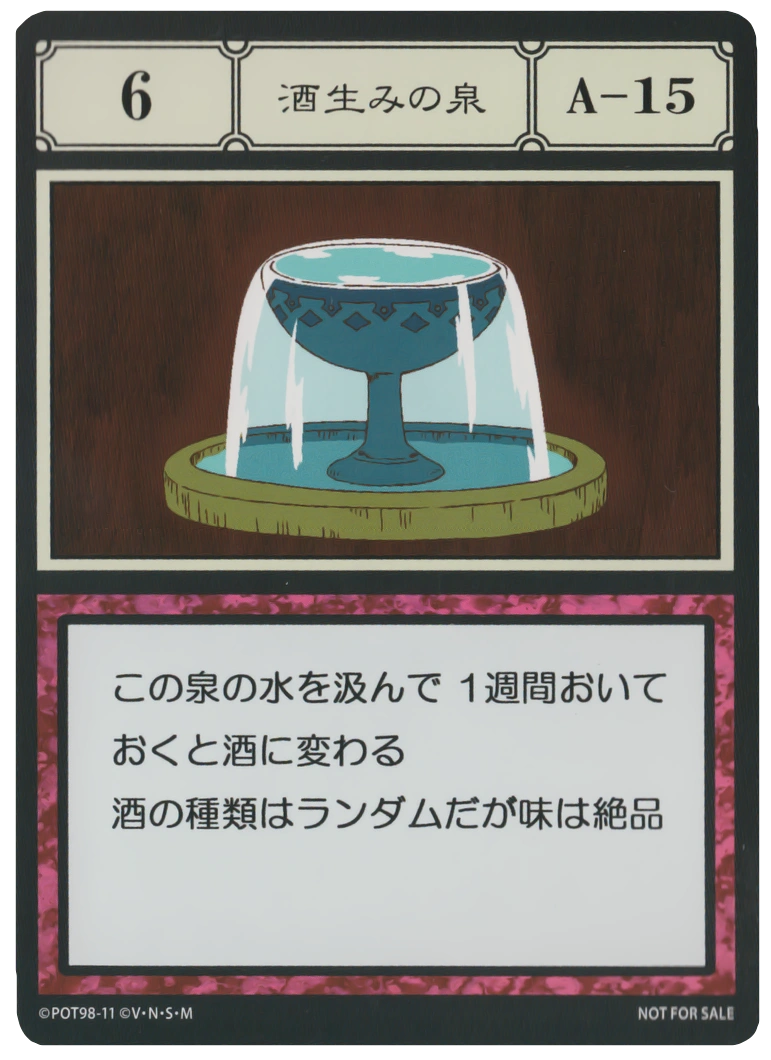 6
酒生みの泉
A-15
この泉の水を汲んで 1週間おいて
おくと酒に変わる
酒の種類はランダムだが味は絶品
©POT98-11 ©V・N・S・M
NOT FOR SALE